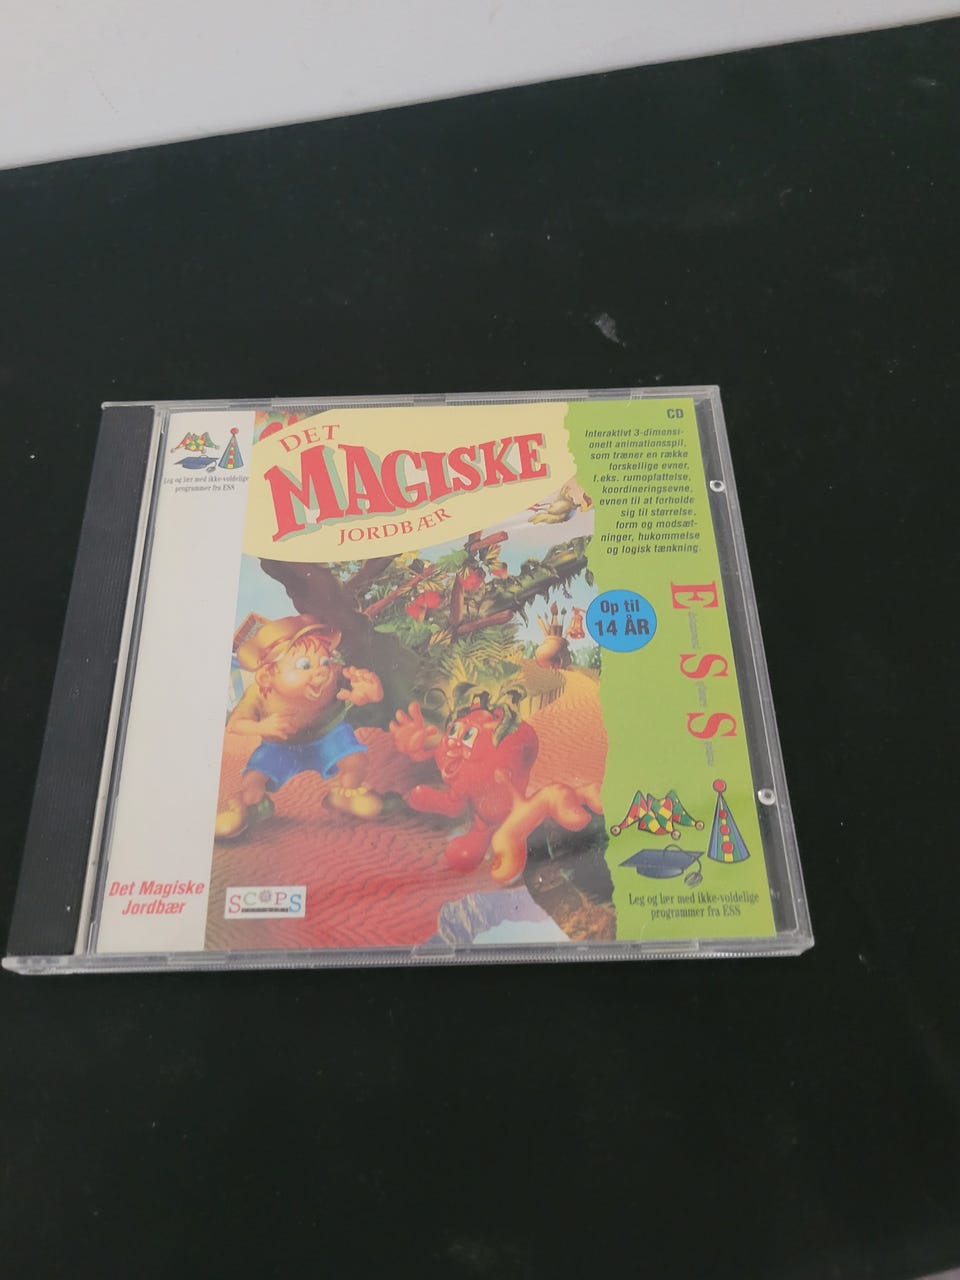 Leg og lær med ikke-voldelige
programmer fra ESS
DET
MAGISKE
JORDBÆR
Det Magiske
Jordbær
SCOPS
CD
Interaktivt 3-dimensi-
onelt animationsspil,
som træner en række
forskellige evner,
f.eks. rumopfattelse,
koordineringsevne,
evnen til at forholde
sig til størrelse,
form og modsæt-
ninger, hukommelse
og logisk tænkning.
Op til
14 ÅR
E
S
S
Leg og lær med ikke-voldelige
programmer fra ESS